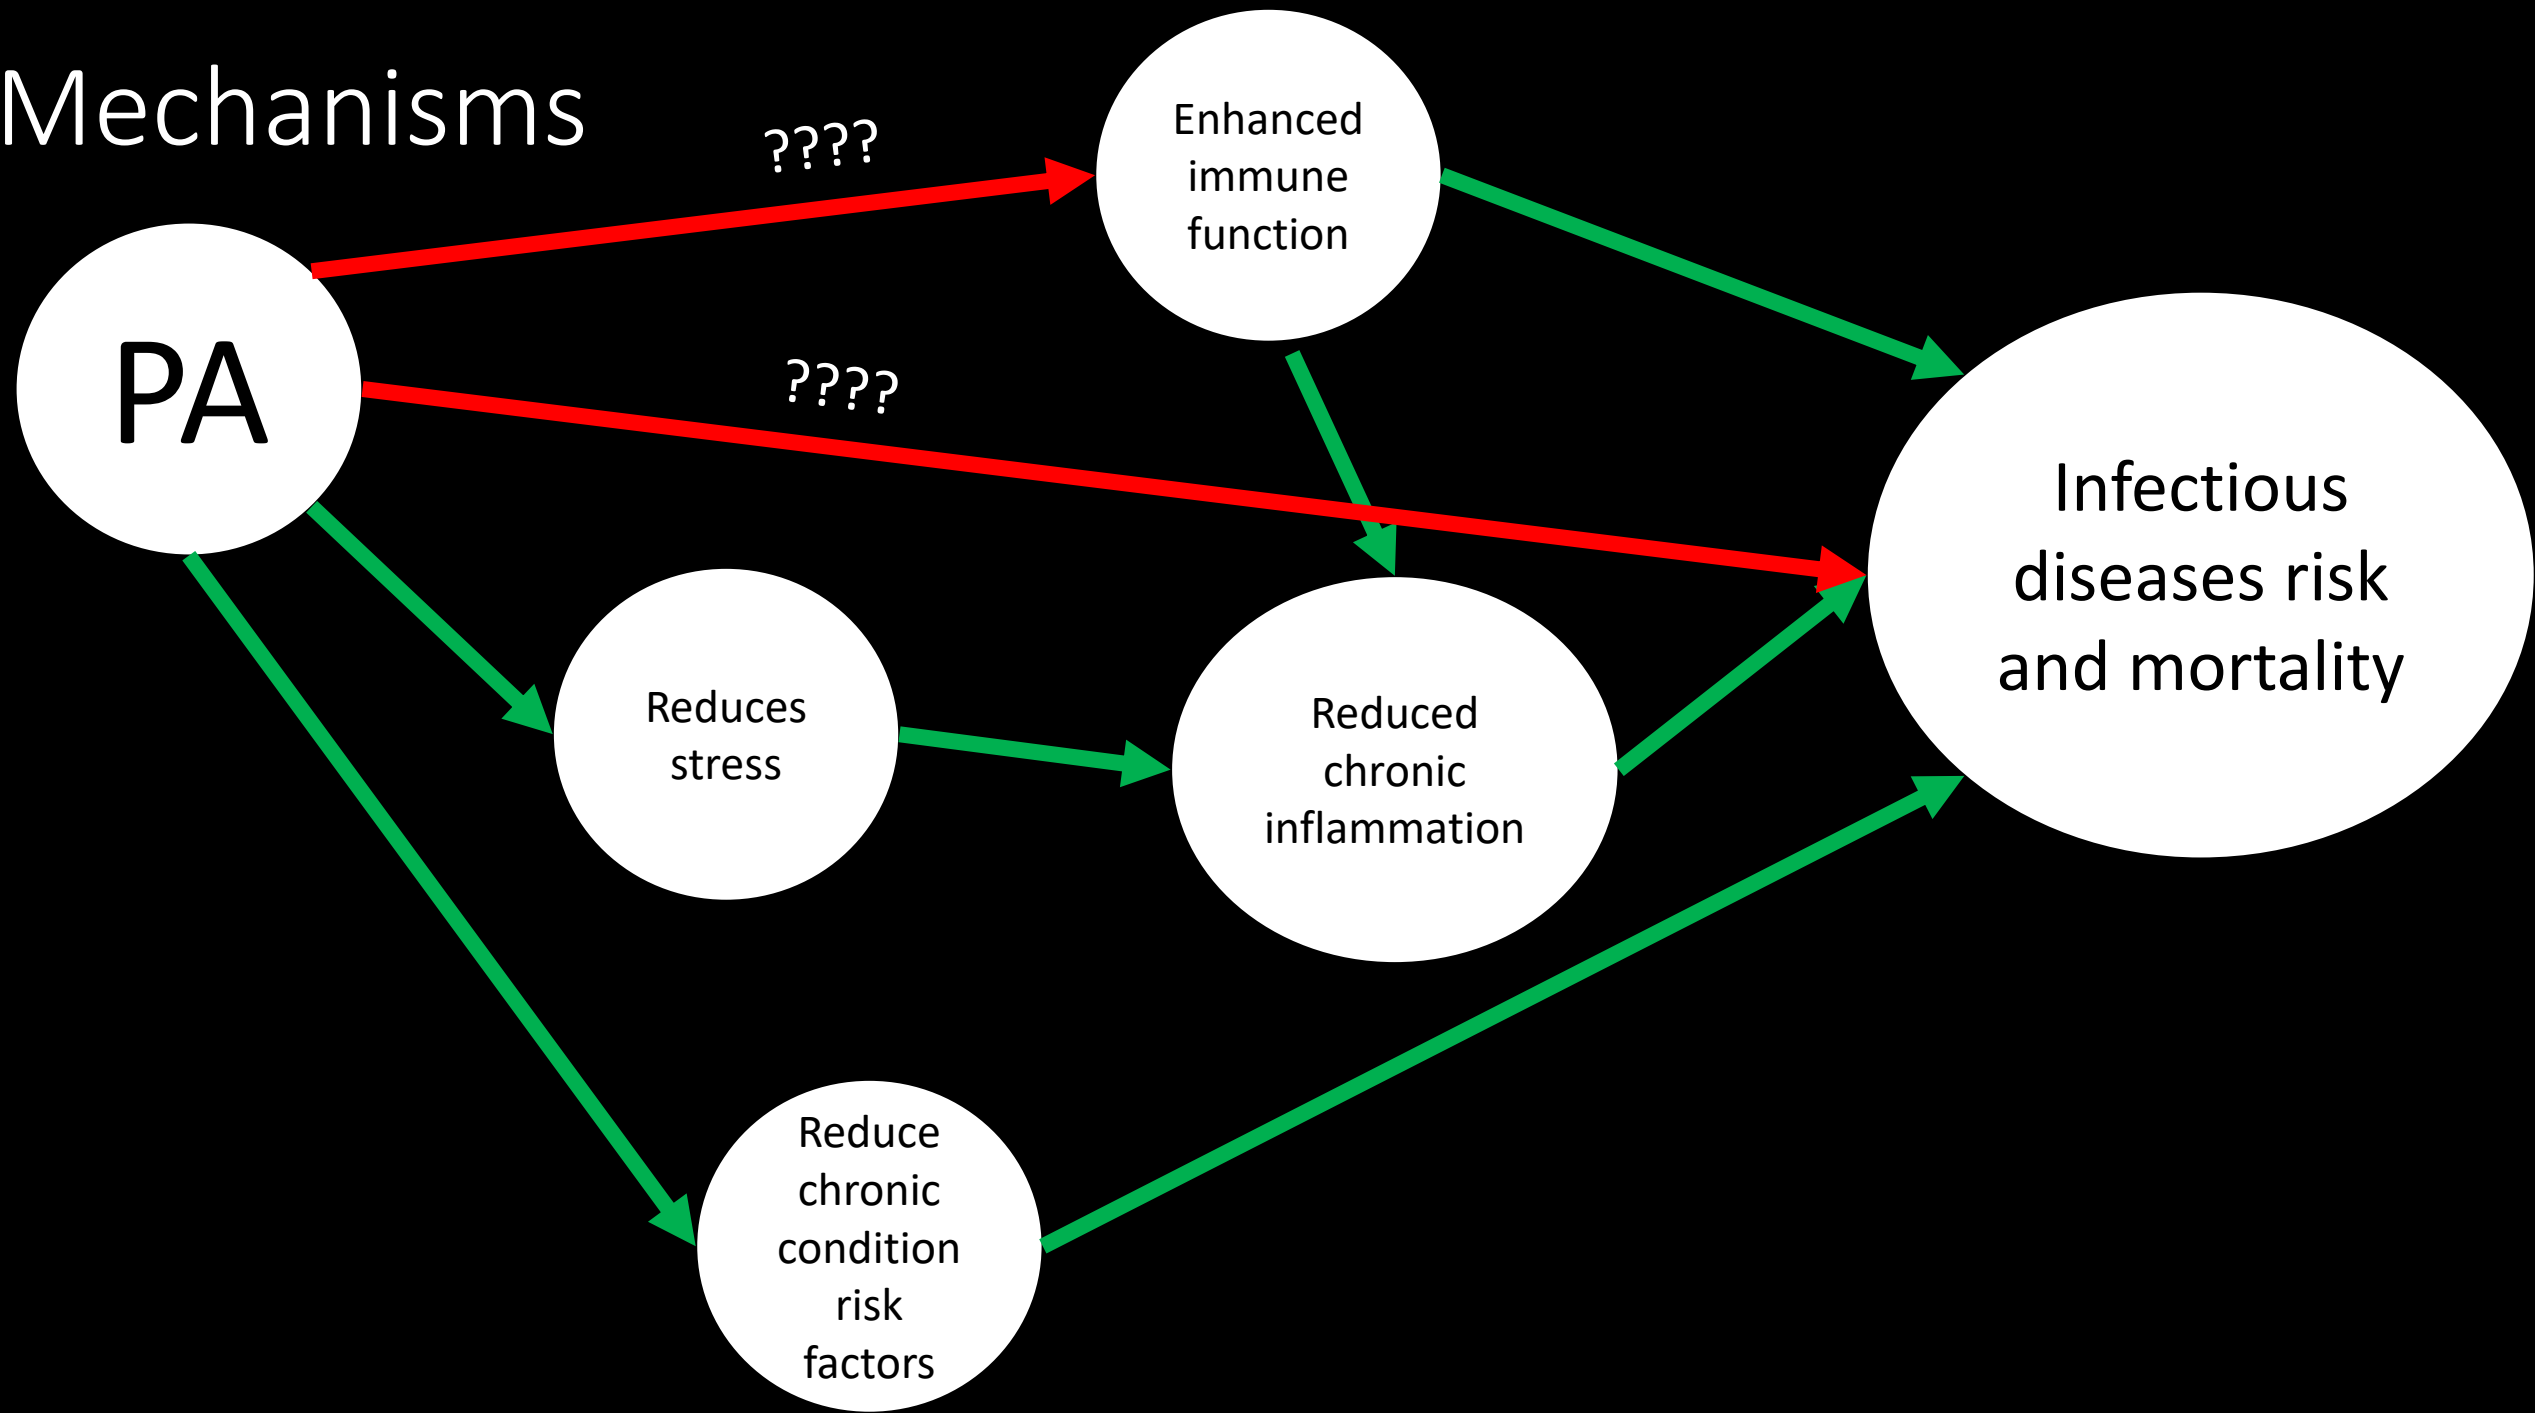 Mechanisms
????
Enhanced
immune
function
PA
????
Infectious
diseases risk
and mortality
Reduces
stress
Reduced
chronic
inflammation
Reduce
chronic
condition
risk
factors